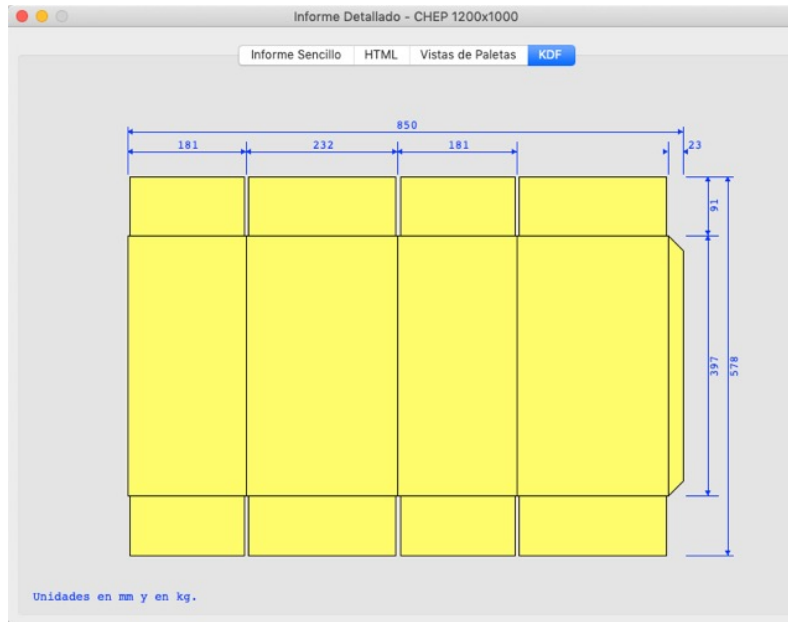 Informe Detallado - CHEP 1200x1000
Informe Sencillo HTML Vistas de Paletas KDF
850
181 232 181 23
91
397
578
Unidades en mm y en kg.